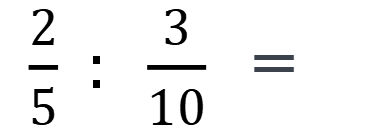 2/5 : 3/10 =